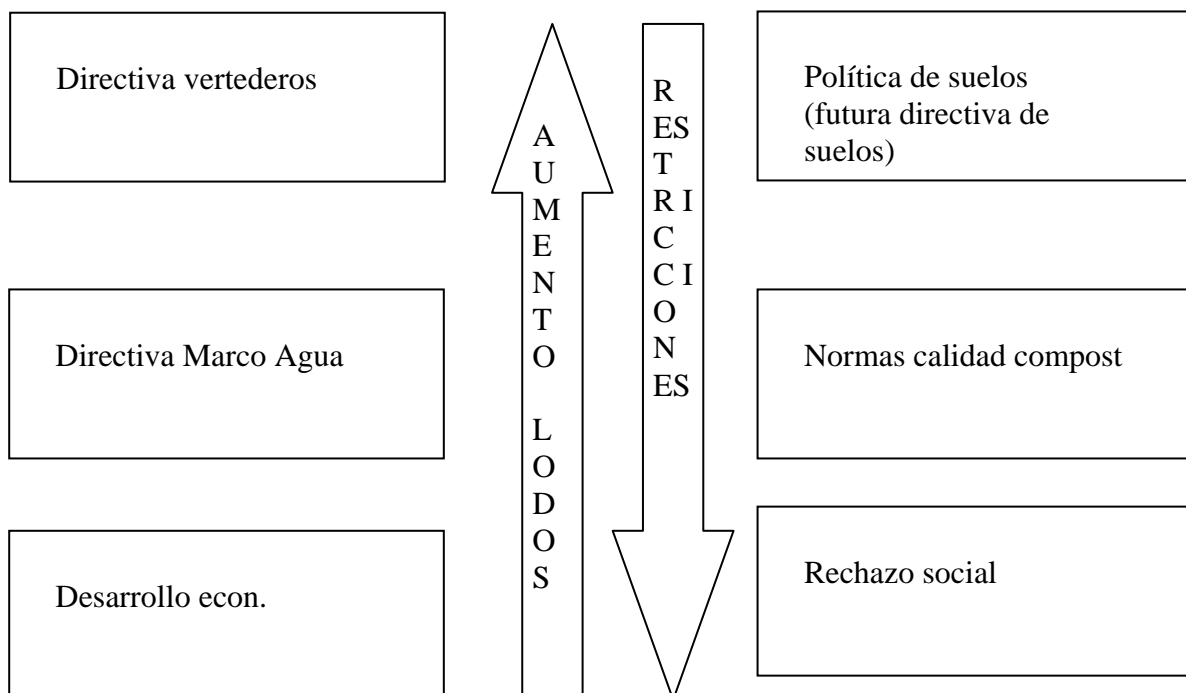 Directiva vertederos
Directiva Marco Agua
Desarrollo econ.
AUMENTO LODOS
RESTRICCIONES
Política de suelos
(futura directiva de
suelos)
Normas calidad compost
Rechazo social